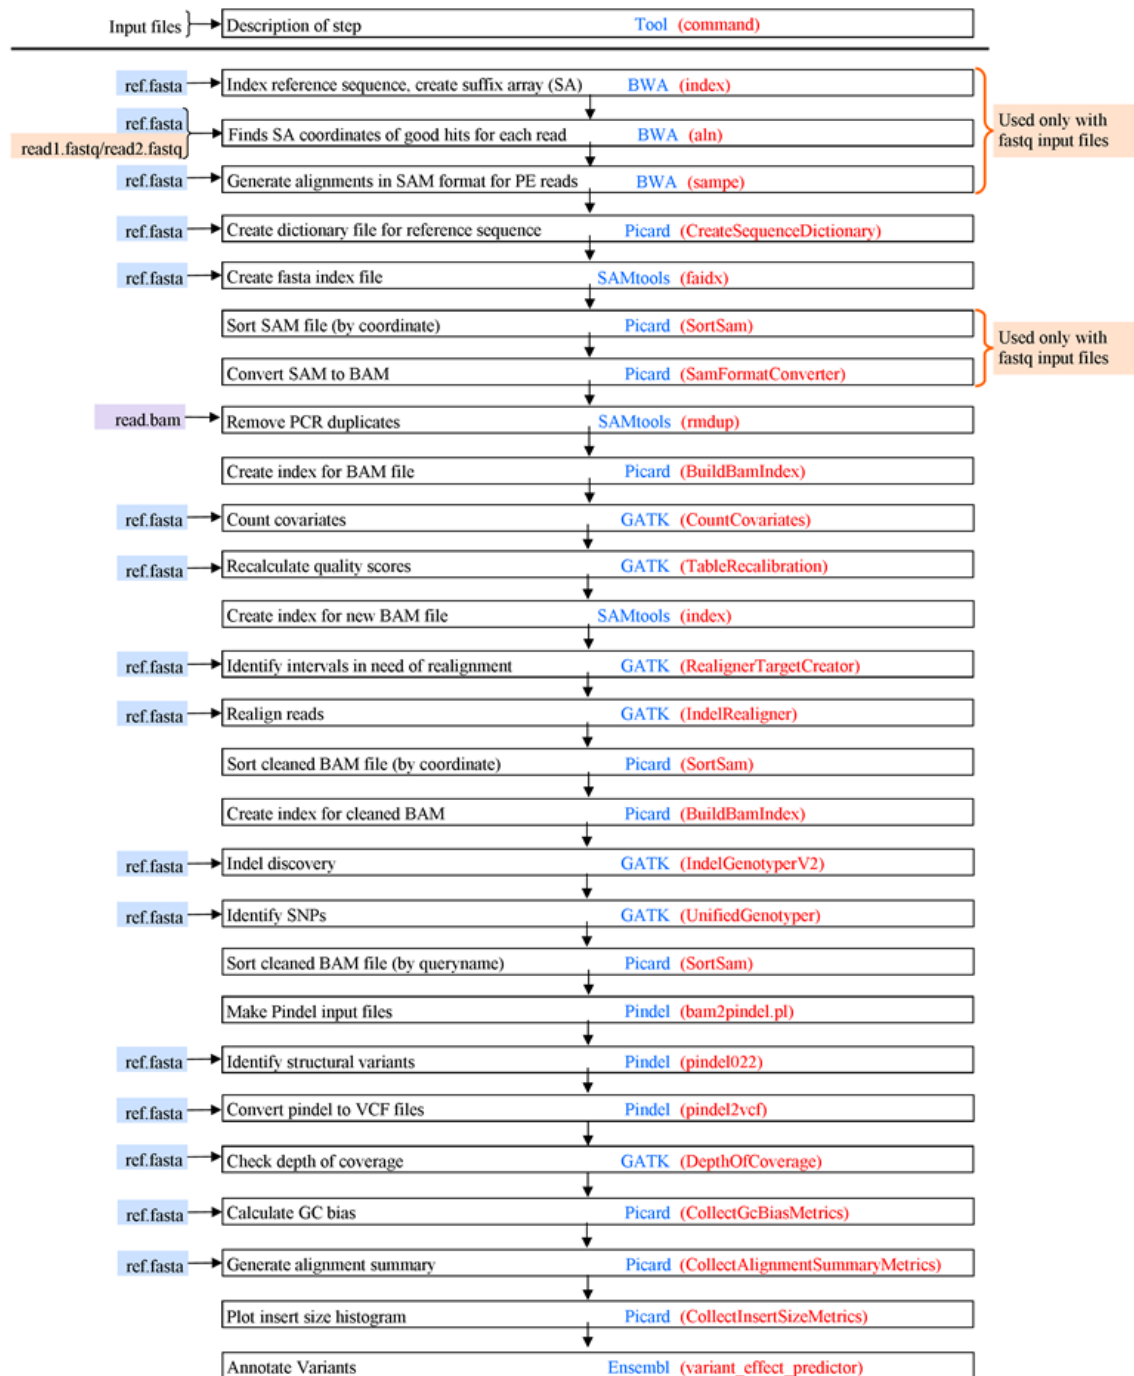 Input files Description of step Tool (command)
ref.fasta Index reference sequence, create suffix array (SA) BWA (index)
ref.fasta
read1.fastq/read2.fastq Finds SA coordinates of good hits for each read BWA (aln)
Used only with
fastq input files
ref.fasta Generate alignments in SAM format for PE reads BWA (sampe)
ref.fasta Create dictionary file for reference sequence Picard (CreateSequenceDictionary)
ref.fasta Create fasta index file SAMtools (faidx)
Sort SAM file (by coordinate) Picard (SortSam)
Used only with
fastq input files
Convert SAM to BAM Picard (SamFormatConverter)
read.bam Remove PCR duplicates SAMtools (rmdup)
Create index for BAM file Picard (BuildBamIndex)
ref.fasta Count covariates GATK (CountCovariates)
ref.fasta Recalculate quality scores GATK (TableRecalibration)
Create index for new BAM file SAMtools (index)
ref.fasta Identify intervals in need of realignment GATK (RealignerTargetCreator)
ref.fasta Realign reads GATK (IndelRealigner)
Sort cleaned BAM file (by coordinate) Picard (SortSam)
Create index for cleaned BAM Picard (BuildBamIndex)
ref.fasta Indel discovery GATK (IndelGenotyperV2)
ref.fasta Identify SNPs GATK (UnifiedGenotyper)
Sort cleaned BAM file (by queryname) Picard (SortSam)
Make Pindel input files Pindel (bam2pindel.pl)
ref.fasta Identify structural variants Pindel (pindel022)
ref.fasta Convert pindel to VCF files Pindel (pindel2vcf)
ref.fasta Check depth of coverage GATK (DepthOfCoverage)
ref.fasta Calculate GC bias Picard (CollectGcBiasMetrics)
ref.fasta Generate alignment summary Picard (CollectAlignmentSummaryMetrics)
Plot insert size histogram Picard (CollectInsertSizeMetrics)
Annotate Variants Ensembl (variant_effect_predictor)